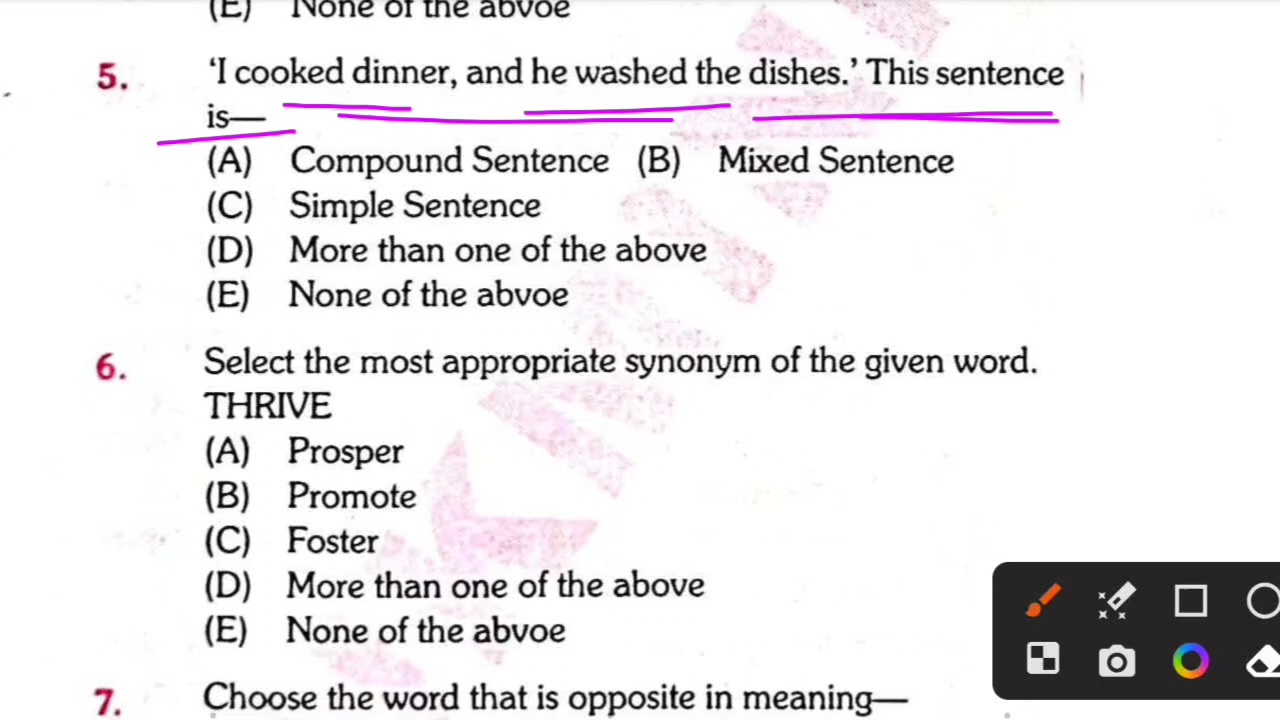 (E) None of the abvoe
5. 'I cooked dinner, and he washed the dishes.' This sentence
is—
(A) Compound Sentence (B) Mixed Sentence
(C) Simple Sentence
(D) More than one of the above
(E) None of the abvoe
6. Select the most appropriate synonym of the given word.
THRIVE
(A) Prosper
(B) Promote
(C) Foster
(D) More than one of the above
(E) None of the abvoe
7. Choose the word that is opposite in meaning—